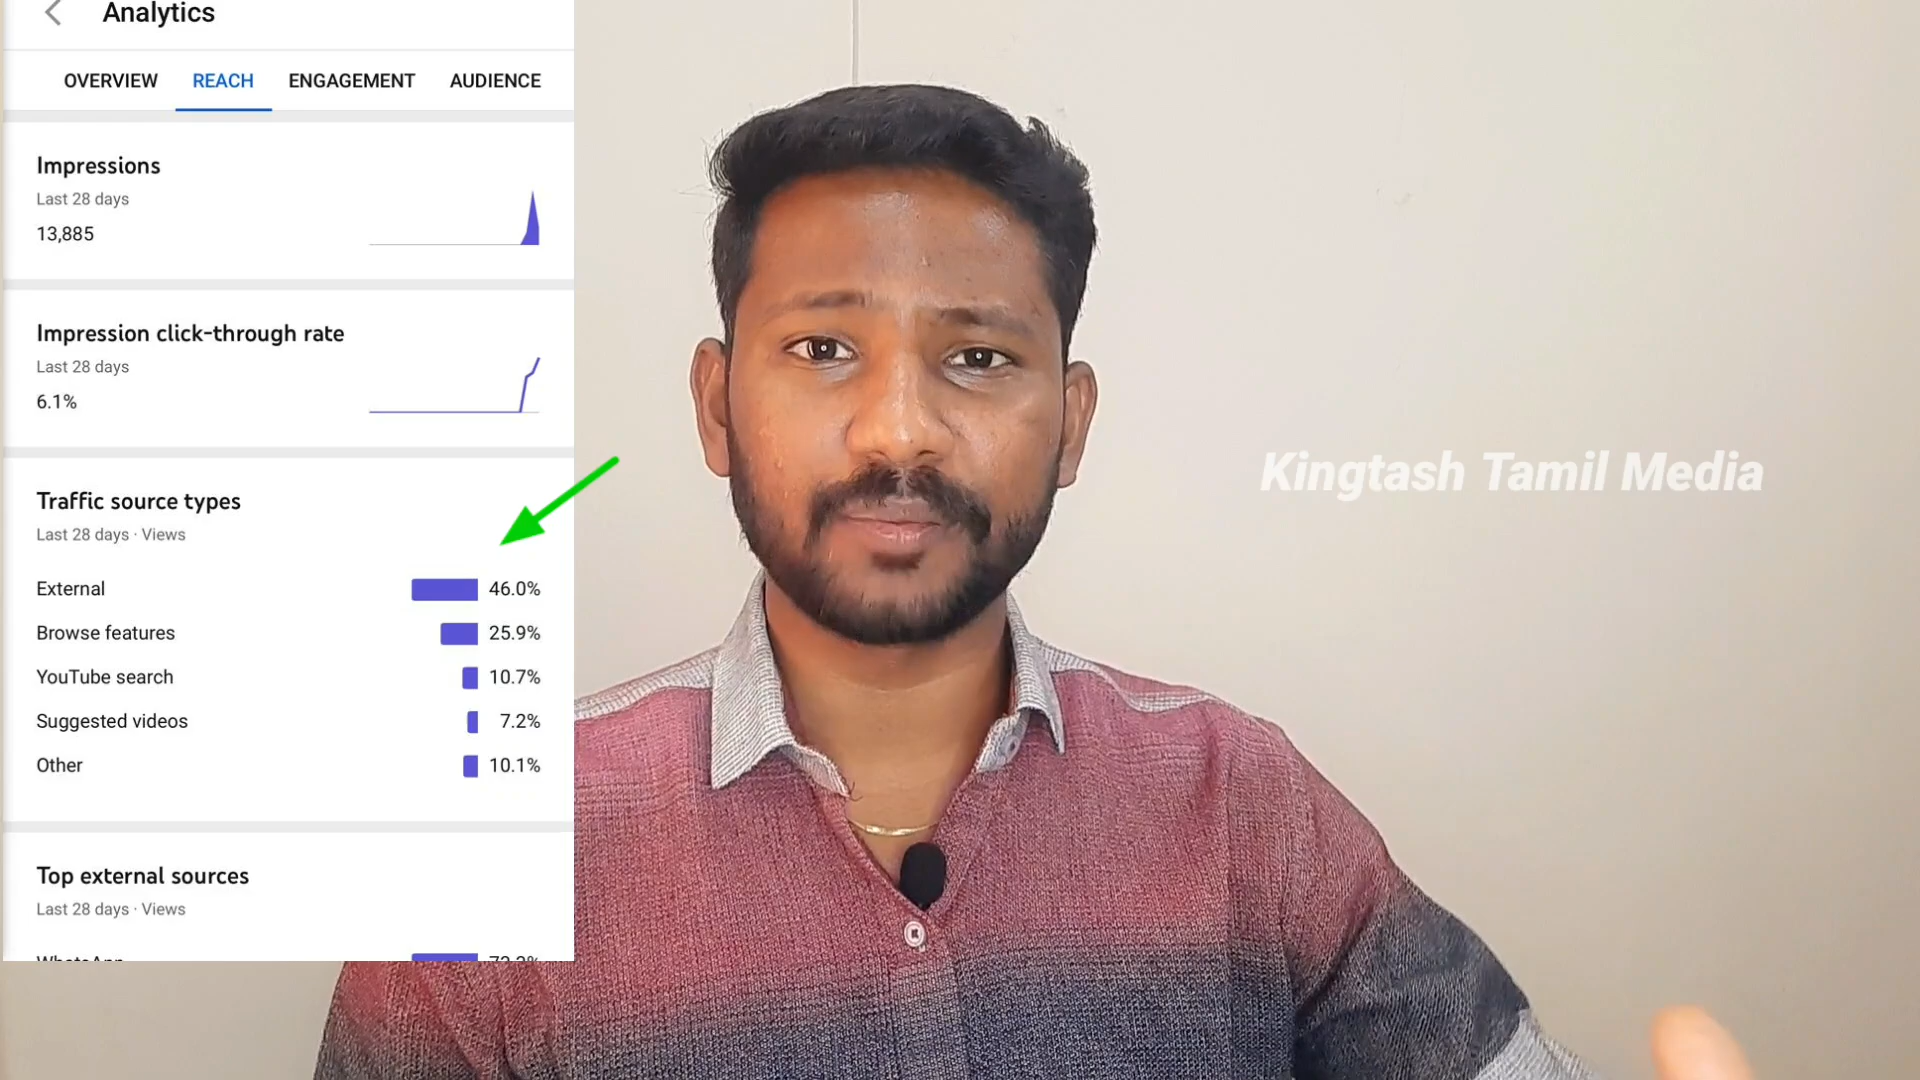 Analytics
OVERVIEW REACH ENGAGEMENT AUDIENCE
Impressions
Last 28 days
13,885
Impression click-through rate
Last 28 days
6.1%
Traffic source types
Last 28 days · Views
External 46.0%
Browse features 25.9%
YouTube search 10.7%
Suggested videos 7.2%
Other 10.1%
Top external sources
Last 28 days · Views
WhatsApp
Kingtash Tamil Media